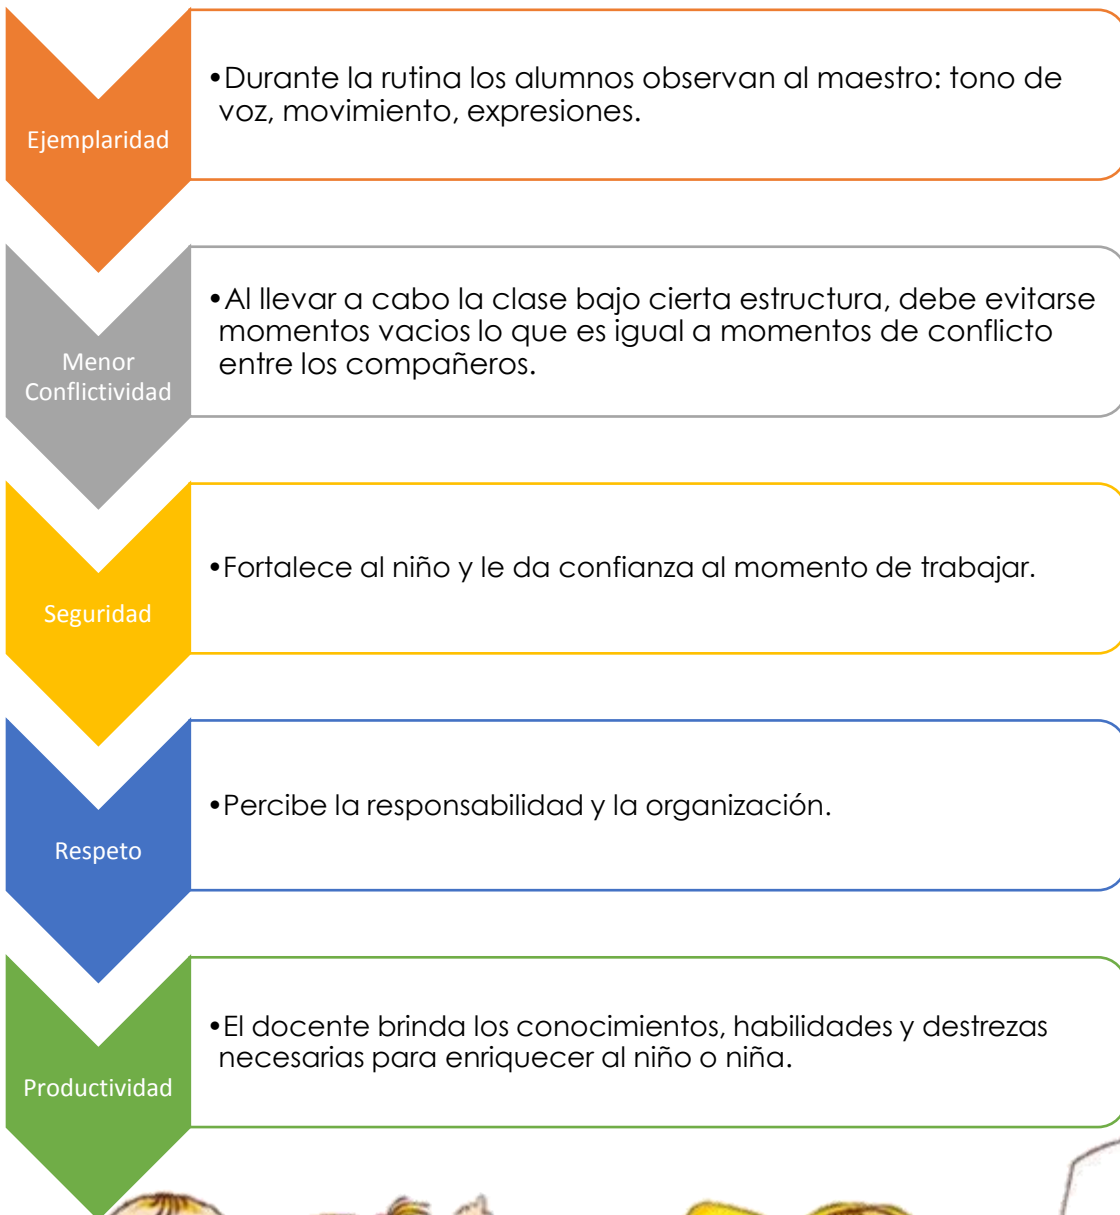 Ejemplaridad
•Durante la rutina los alumnos observan al maestro: tono de
voz, movimiento, expresiones.
Menor
Conflictividad
•Al llevar a cabo la clase bajo cierta estructura, debe evitarse
momentos vacios lo que es igual a momentos de conflicto
entre los compañeros.
Seguridad
•Fortalece al niño y le da confianza al momento de trabajar.
Respeto
•Percibe la responsabilidad y la organización.
Productividad
•El docente brinda los conocimientos, habilidades y destrezas
necesarias para enriquecer al niño o niña.